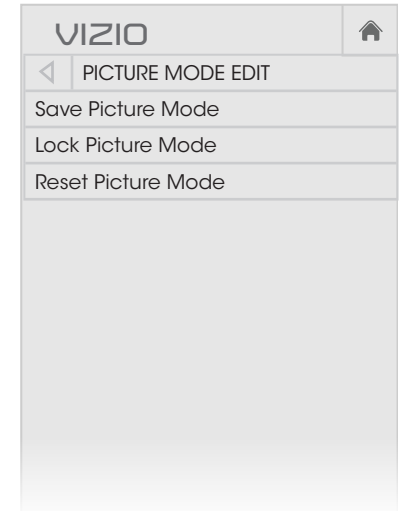 VIZIO
PICTURE MODE EDIT
Save Picture Mode
Lock Picture Mode
Reset Picture Mode